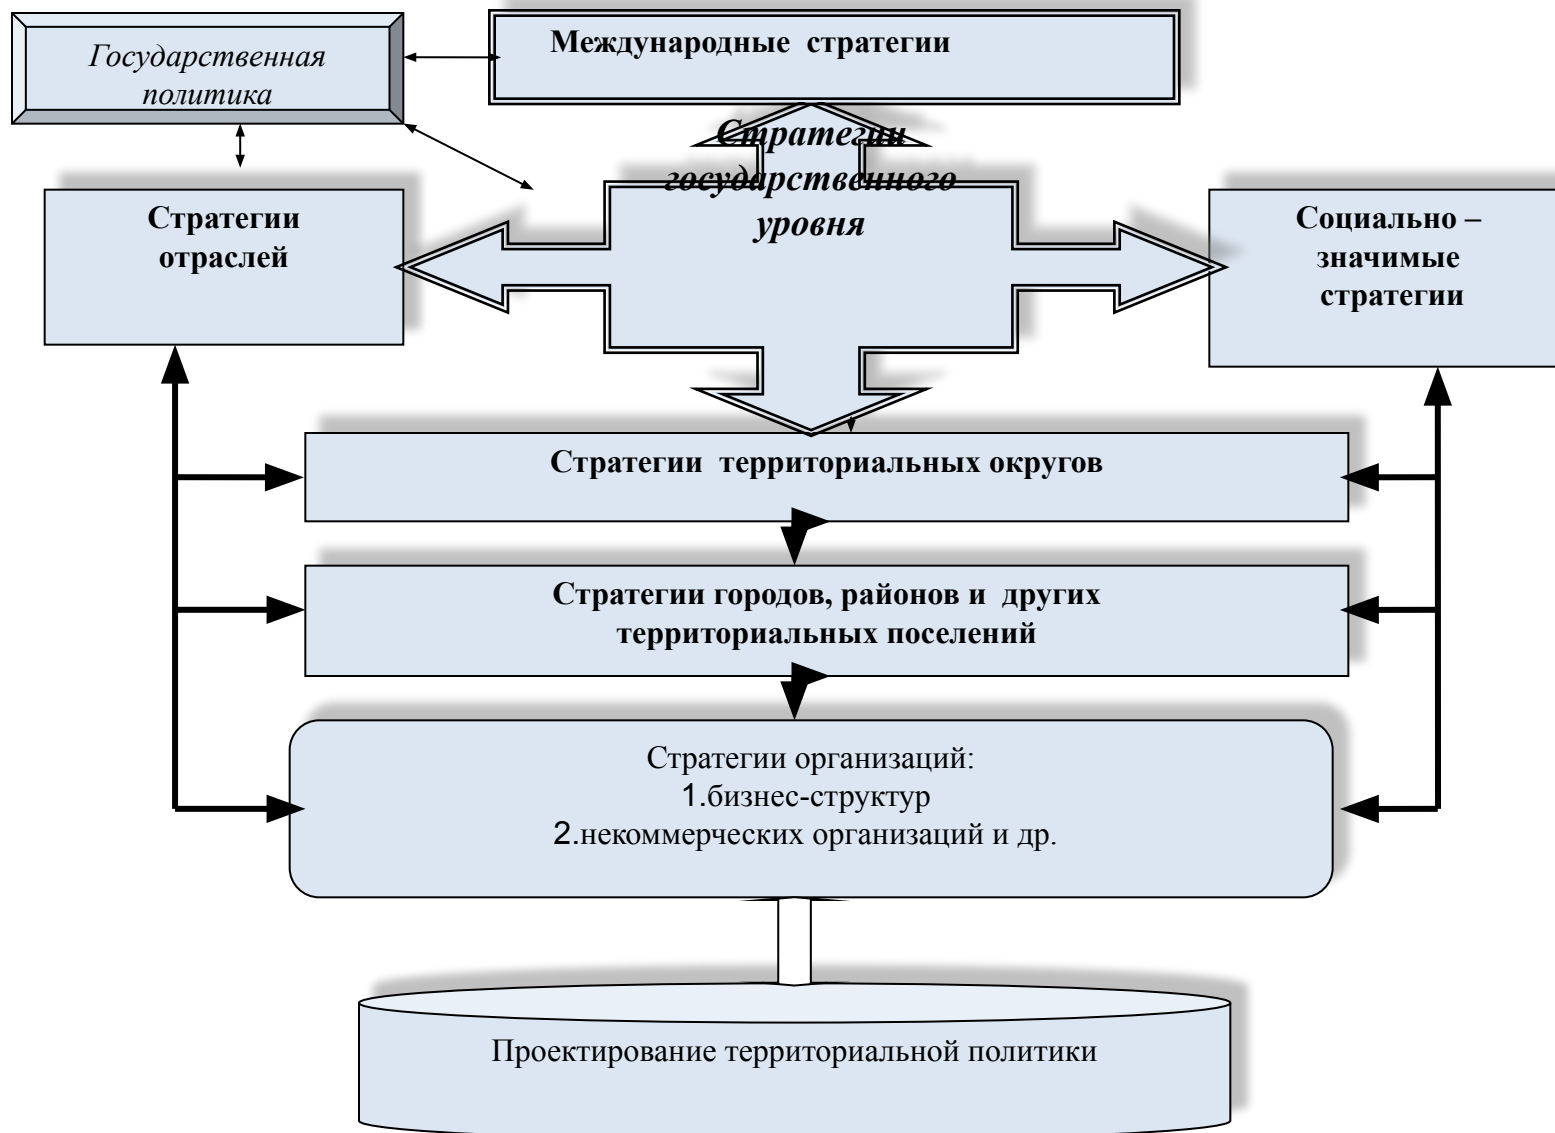 Государственная
политика
Международные стратегии
Стратегии
государственного
уровня
Стратегии
отраслей
Социально –
значимые
стратегии
Стратегии территориальных округов
Стратегии городов, районов и других
территориальных поселений
Стратегии организаций:
1.бизнес-структур
2.некоммерческих организаций и др.
Проектирование территориальной политики